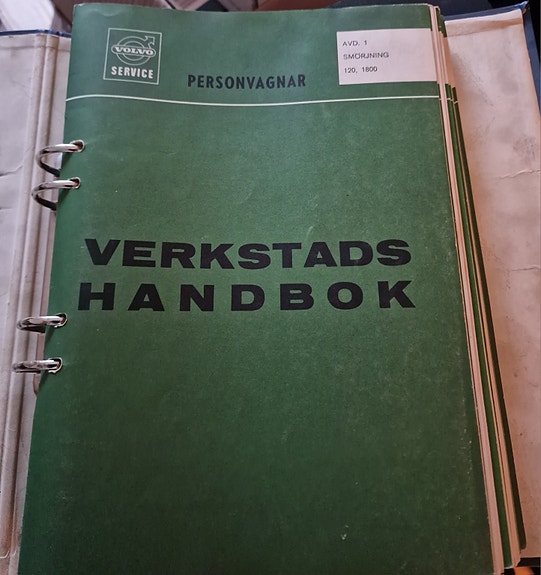 VOLVO
SERVICE
PERSONVAGNAR
AVD. 1
SMÖRJNING
120, 1800
VERKSTADS
HANDBOK